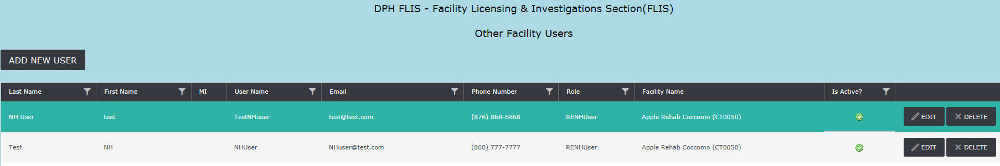 DPH FLIS - Facility Licensing & Investigations Section(FLIS)
Other Facility Users
ADD NEW USER
Last Name First Name MI User Name Email Phone Number Role Facility Name Is Active?
NH User test TestNHuser test@test.com (876) 868-6868 RENHUser Apple Rehab Coccomo (CT0050) EDIT DELETE
Test NH NHUser NHuser@test.com (860) 777-7777 RENHUser Apple Rehab Coccomo (CT0050) EDIT DELETE